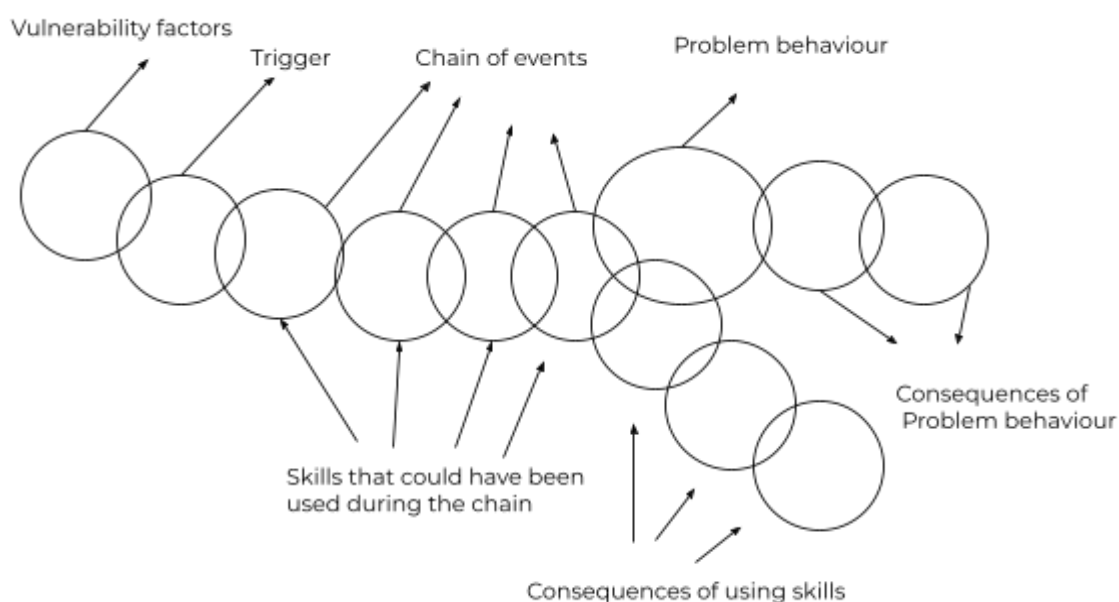 Vulnerability factors
Trigger
Chain of events
Problem behaviour
Consequences of
Problem behaviour
Skills that could have been
used during the chain
Consequences of using skills